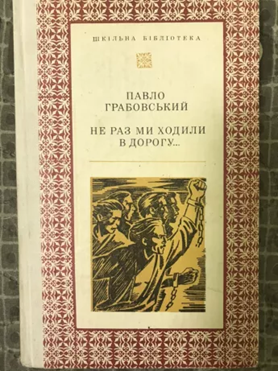 ШКІЛЬНА БІБЛІОТЕКА
ПАВЛО
ГРАБОВСЬКИЙ
НЕ РАЗ МИ ХОДИЛИ
В ДОРОГУ...